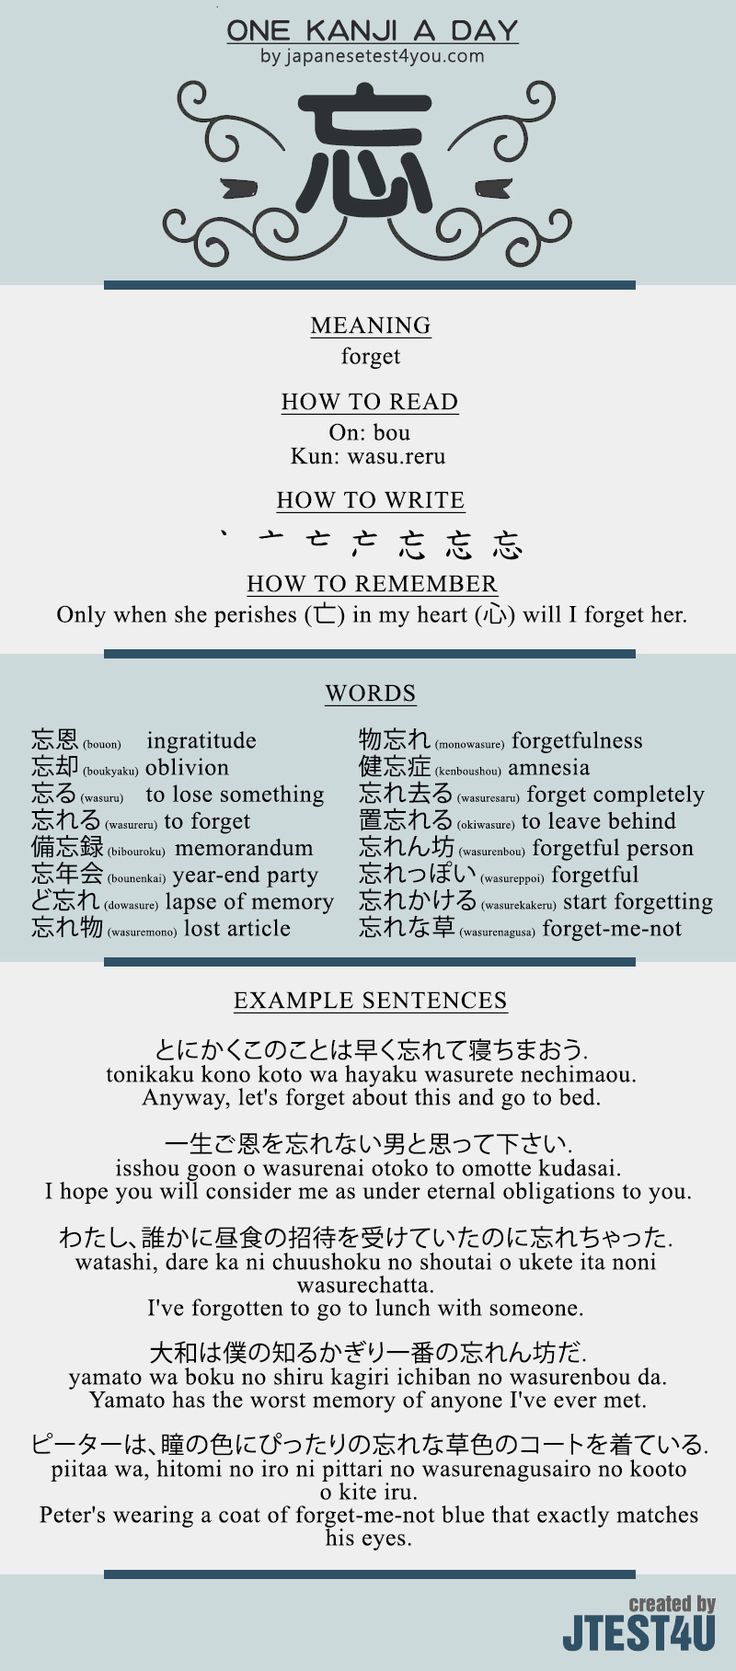 ONE KANJI A DAY
by japanesetest4you.com
忘
MEANING
forget
HOW TO READ
On: bou
Kun: wasu.reru
HOW TO WRITE
HOW TO REMEMBER
Only when she perishes (亡) in my heart (心) will I forget her.
WORDS
忘恩 (bouon) ingratitude
忘却 (boukyaku) oblivion
忘る (wasuru) to lose something
忘れる (wasureru) to forget
備忘録 (bibouroku) memorandum
忘年会 (bounenkai) year-end party
ど忘れ (dowasure) lapse of memory
忘れ物 (wasuremono) lost article
物忘れ (monowasure) forgetfulness
健忘症 (kenboushou) amnesia
忘れ去る (wasuresaru) forget completely
置忘れる (okiwasure) to leave behind
忘れん坊 (wasurenbou) forgetful person
忘れっぽい (wasureppoi) forgetful
忘れかける (wasurekakeru) start forgetting
忘れな草 (wasurenagusa) forget-me-not
EXAMPLE SENTENCES
とにかくこのことは早く忘れて寝ちまおう.
tonikaku kono koto wa hayaku wasurete nechimaou.
Anyway, let's forget about this and go to bed.
一生ご恩を忘れない男と思って下さい.
isshou goon o wasurenai otoko to omotte kudasai.
I hope you will consider me as under eternal obligations to you.
わたし、誰かに昼食の招待を受けていたのに忘れちゃった.
watashi, dare ka ni chuushoku no shoutai o ukete ita noni
wasurechatta.
I've forgotten to go to lunch with someone.
大和は僕の知るかぎり一番の忘れん坊だ.
yamato wa boku no shiru kagiri ichiban no wasurenbou da.
Yamato has the worst memory of anyone I've ever met.
ピーターは、瞳の色にぴったりの忘れな草色のコートを着ている.
piitaa wa, hitomi no iro ni pittari no wasurenagusairo no kooto
o kite iru.
Peter's wearing a coat of forget-me-not blue that exactly matches
his eyes.
created by
JTEST4U